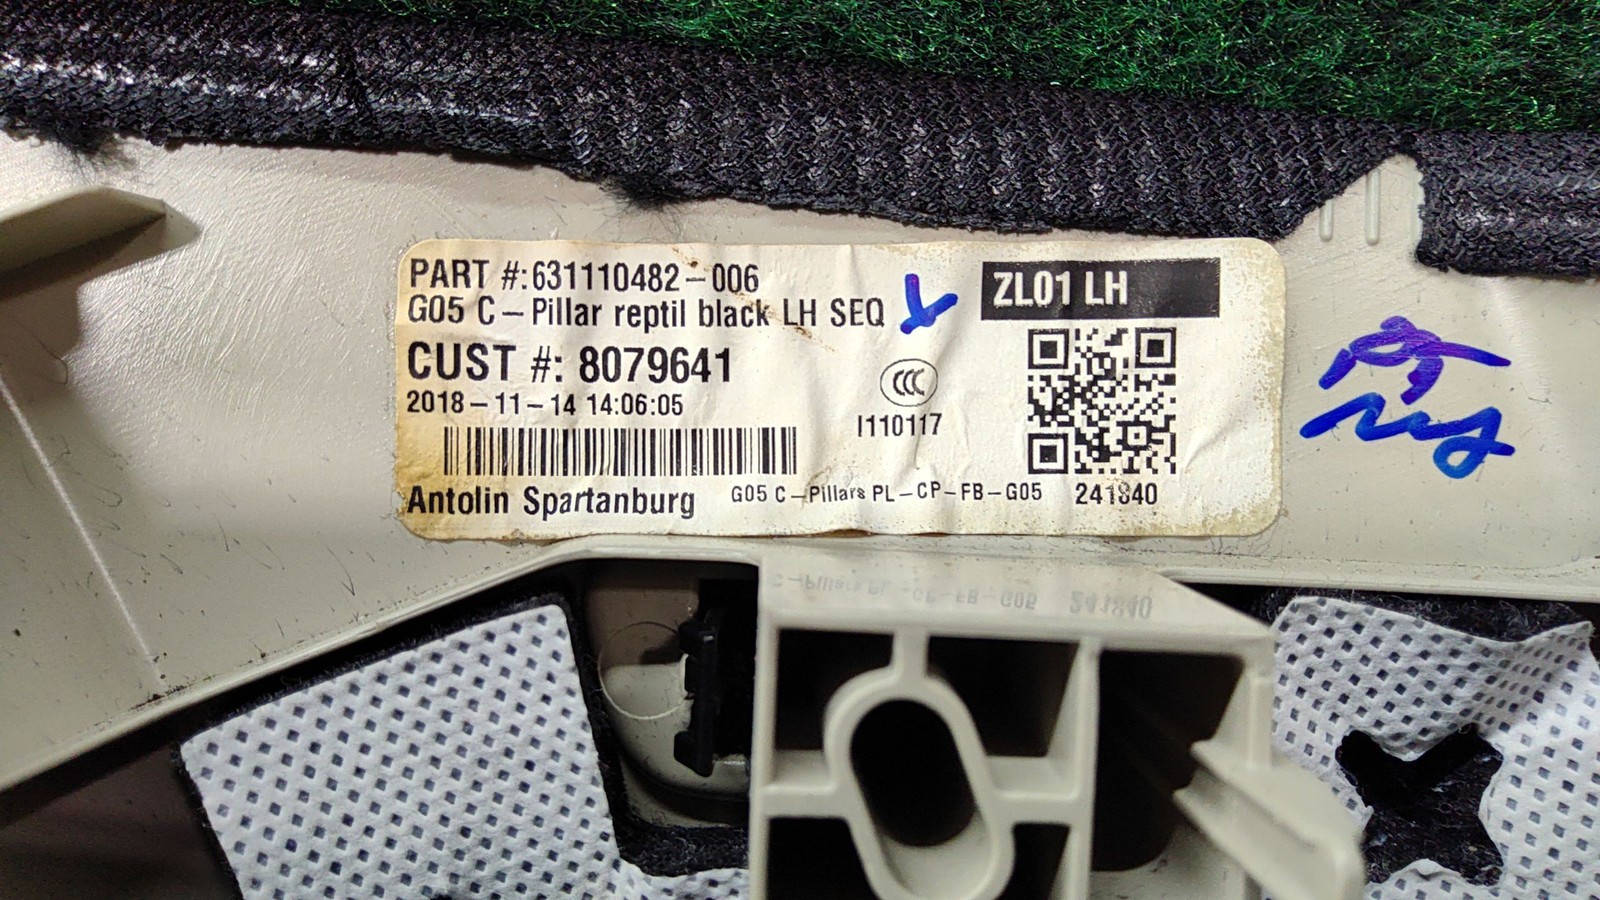 PART #:631110482-006
G05 C-Pillar reptil black LH SEQ
ZL01 LH
CUST #: 8079641
2018-11-14 14:06:05
CCC
I110117
Antolin Spartanburg
G05 C-Pillars PL-CP-FB-G05 241840